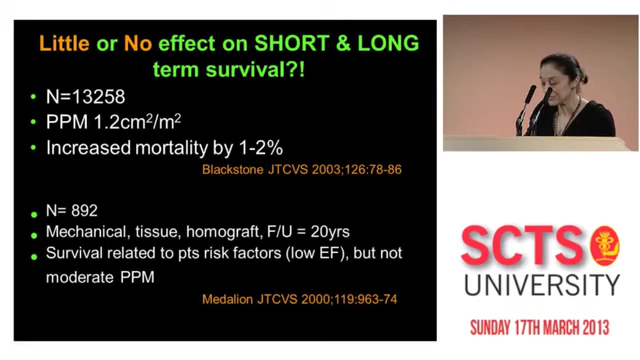 Little or No effect on SHORT & LONG
term survival?!
• N=13258
• PPM 1.2cm²/m²
• Increased mortality by 1-2%
Blackstone JTCVS 2003;126:78-86
• N= 892
• Mechanical, tissue, homograft, F/U = 20yrs
• Survival related to pts risk factors (low EF), but not
moderate PPM
Medalion JTCVS 2000;119:963-74
SCTS
UNIVERSITY
SUNDAY 17TH MARCH 2013